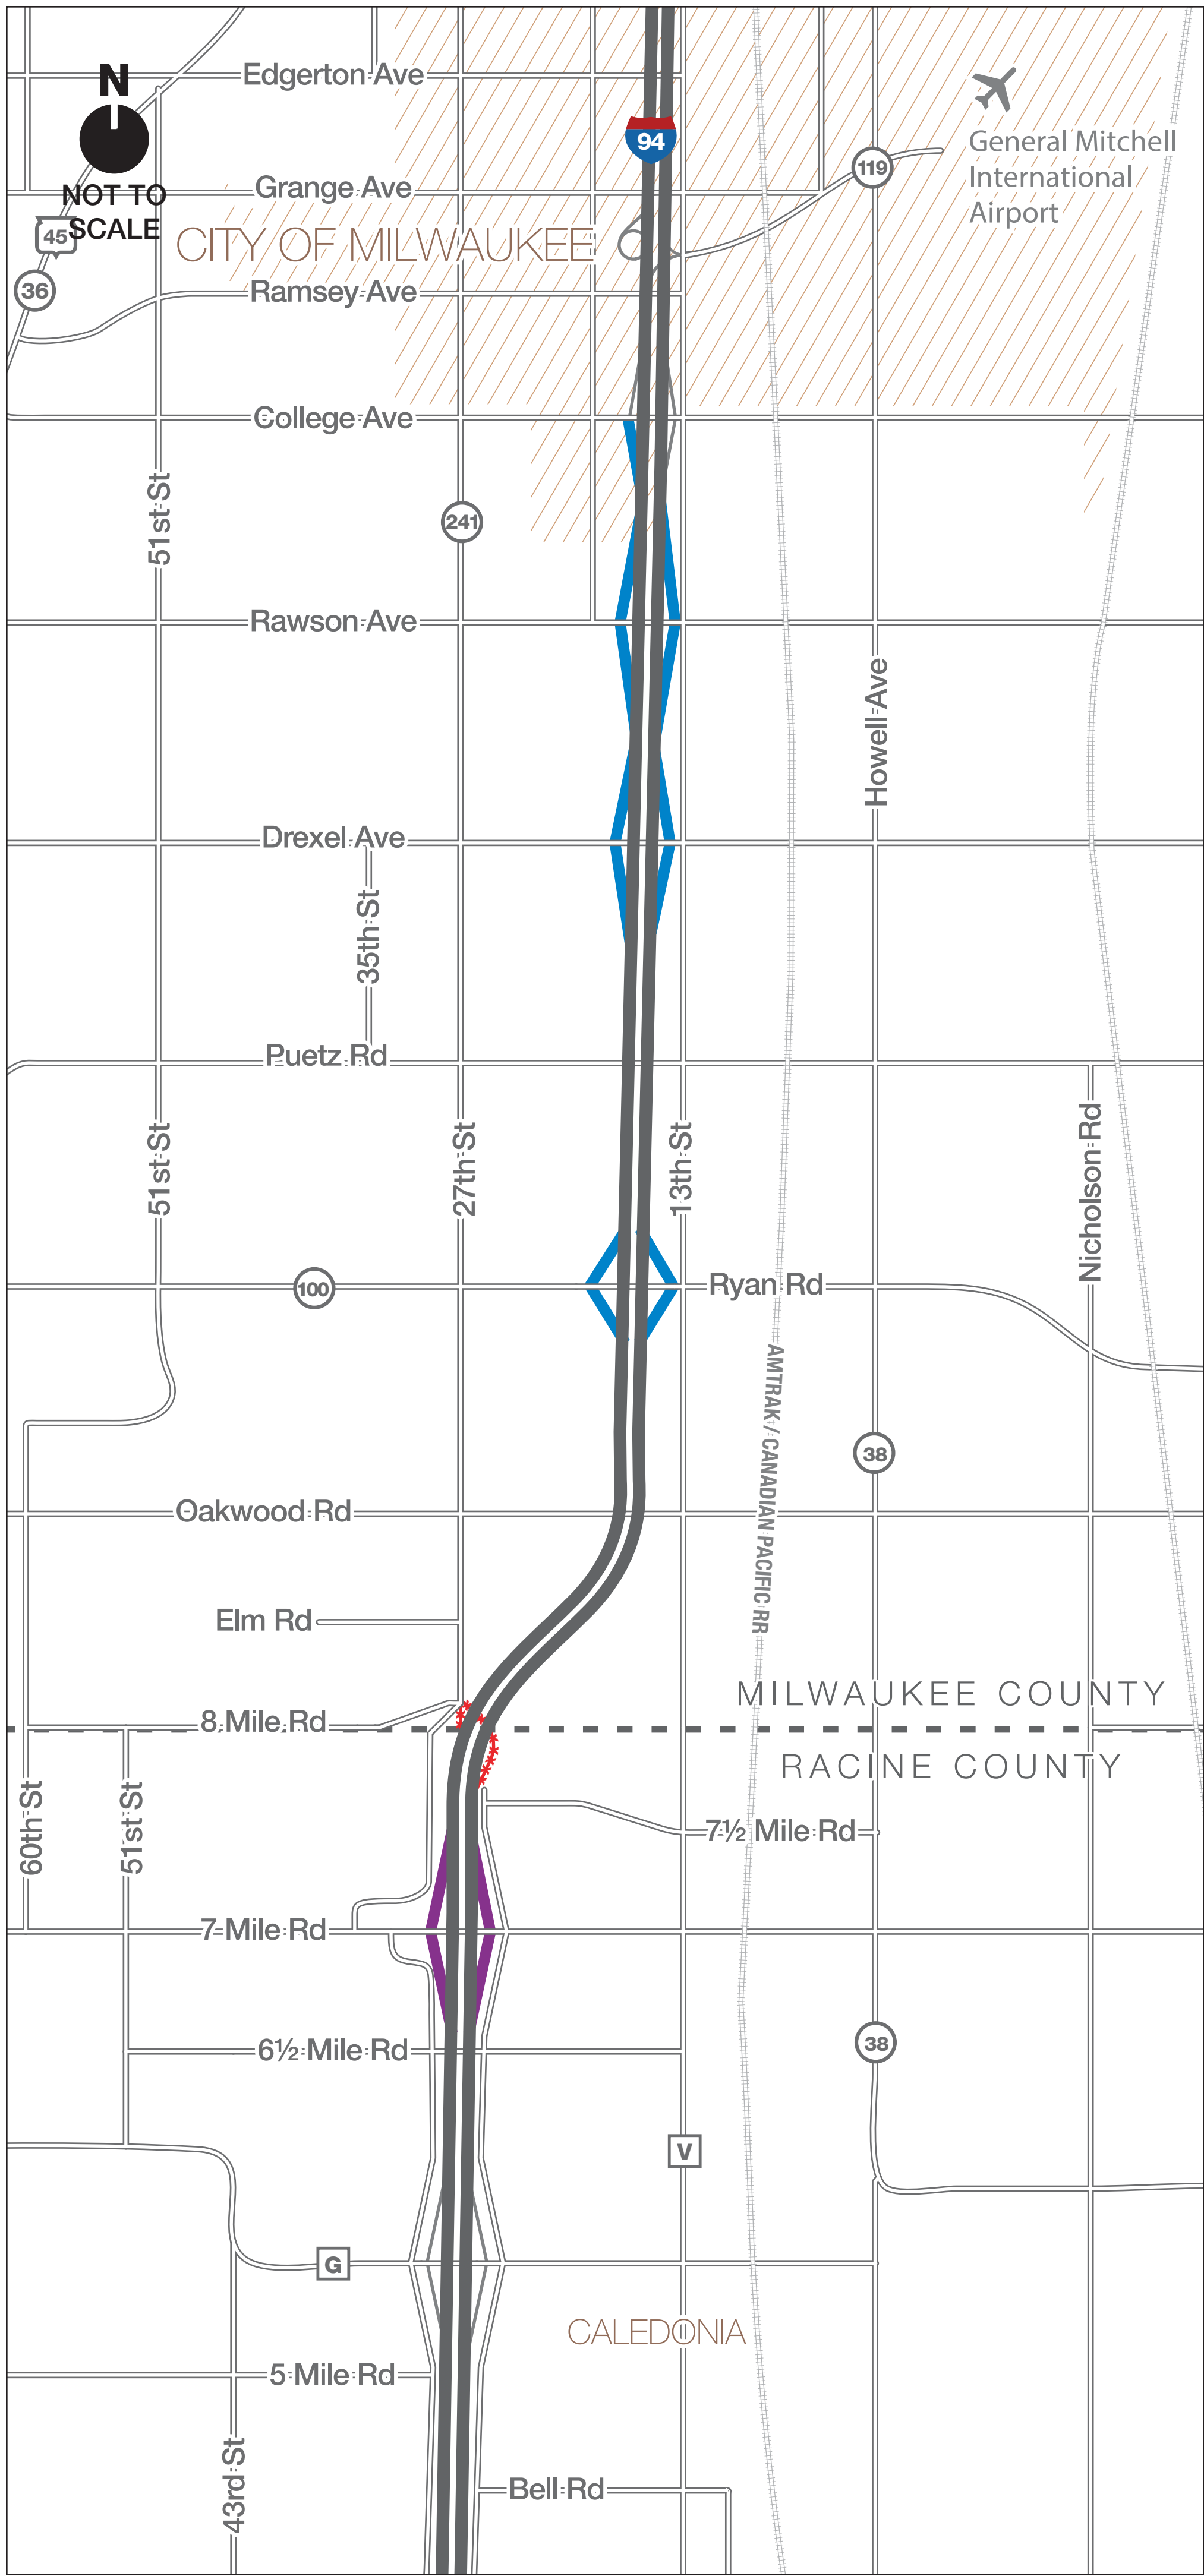 Edgerton Ave
N
94
General Mitchell
International
Airport
119
Grange Ave
NOT TO
SCALE
45
CITY OF MILWAUKEE
36
Ramsey Ave
College Ave
51st St
241
Rawson Ave
Howell Ave
Drexel Ave
35th St
Puetz Rd
51st St
27th St
13th St
Nicholson Rd
100
Ryan Rd
AMTRAK / CANADIAN PACIFIC RR
38
Oakwood Rd
Elm Rd
MILWAUKEE COUNTY
8 Mile Rd
RACINE COUNTY
60th St
51st St
7½ Mile Rd
7 Mile Rd
38
6½ Mile Rd
V
G
CALEDONIA
5 Mile Rd
43rd St
Bell Rd